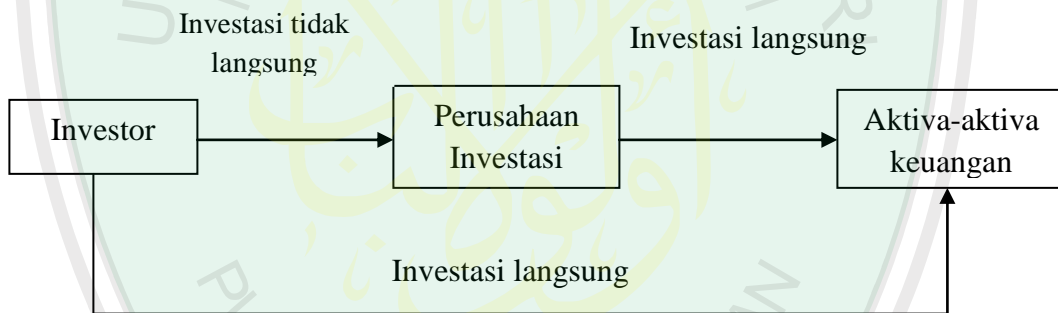 Investasi tidak
langsung
Investasi langsung
Investor
Perusahaan
Investasi
Aktiva-aktiva
keuangan
Investasi langsung